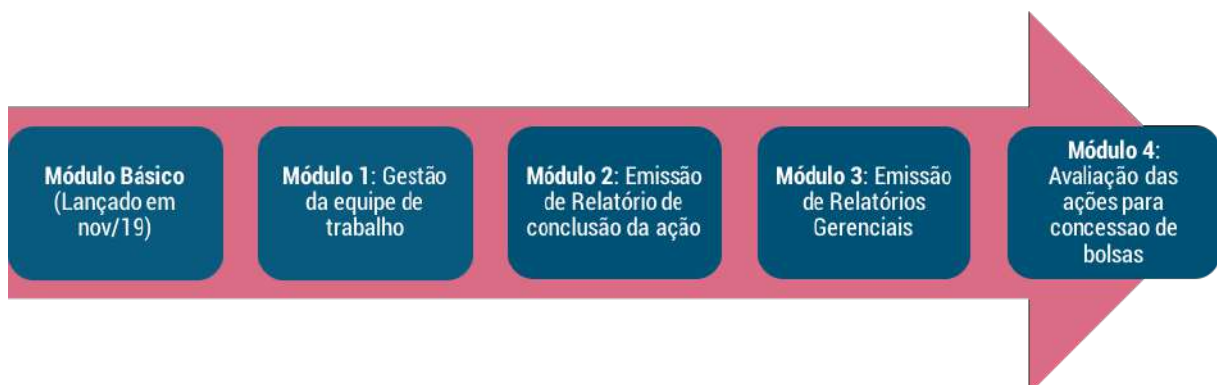 Módulo Básico
(Lançado em
nov/19)
Módulo 1: Gestão
da equipe de
trabalho
Módulo 2: Emissão
de Relatório de
conclusão da ação
Módulo 3: Emissão
de Relatórios
Gerenciais
Módulo 4:
Avaliação das
ações para
concessao de
bolsas